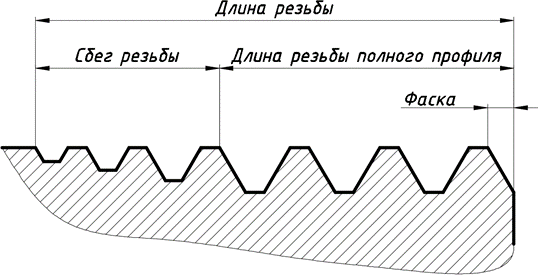 Длина резьбы
Сбег резьбы
Длина резьбы полного профиля
Фаска